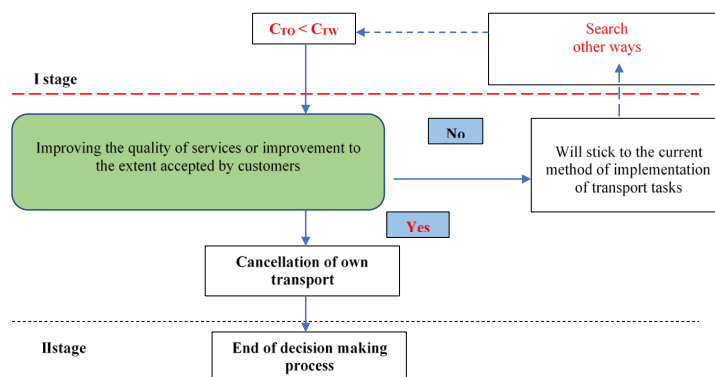 C_TO < C_TW
Search
other ways
I stage
Improving the quality of services or improvement to
the extent accepted by customers
No
Will stick to the current
method of implementation
of transport tasks
Yes
Cancellation of own
transport
IIstage
End of decision making
process